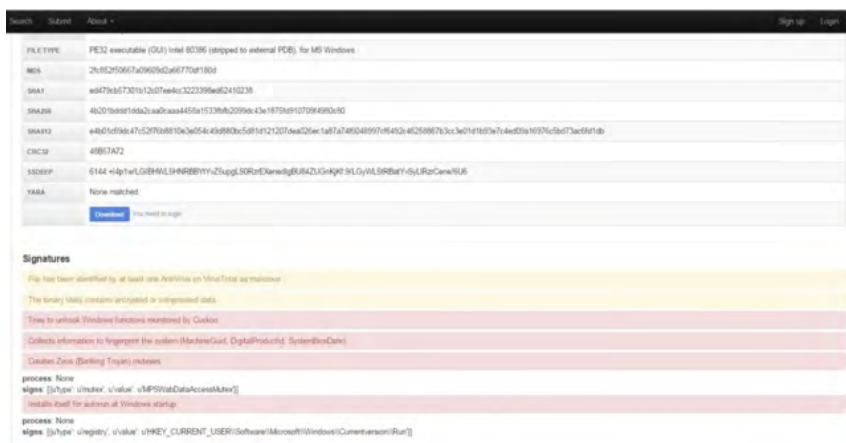 Search Submit About
Sign up Login
FILE TYPE PE32 executable (GUI) Intel 80386 (stripped to external PDB), for MS Windows
MD5
SHA1
SHA256
SHA512
CRC32 46B67A72
SSDEEP
YARA None matched
Download You need to login
Signatures
File has been identified by at least one AntiVirus on VirusTotal as malicious
The binary likely contains encrypted or compressed data.
Tries to unhook Windows functions monitored by Cuckoo
Collects information to fingerprint the system (MachineGuid, DigitalProductId, SystemBiosDate)
Creates Zeus (Banking Trojan) mutexes
process: None
signs: [{u'type': u'mutex', u'value': u'MPSWabDataAccessMutex'}]
Installs itself for autorun at Windows startup
process: None
signs: [{u'type': u'registry', u'value': u'HKEY_CURRENT_USER\\Software\\Microsoft\\Windows\\Currentversion\\Run'}]